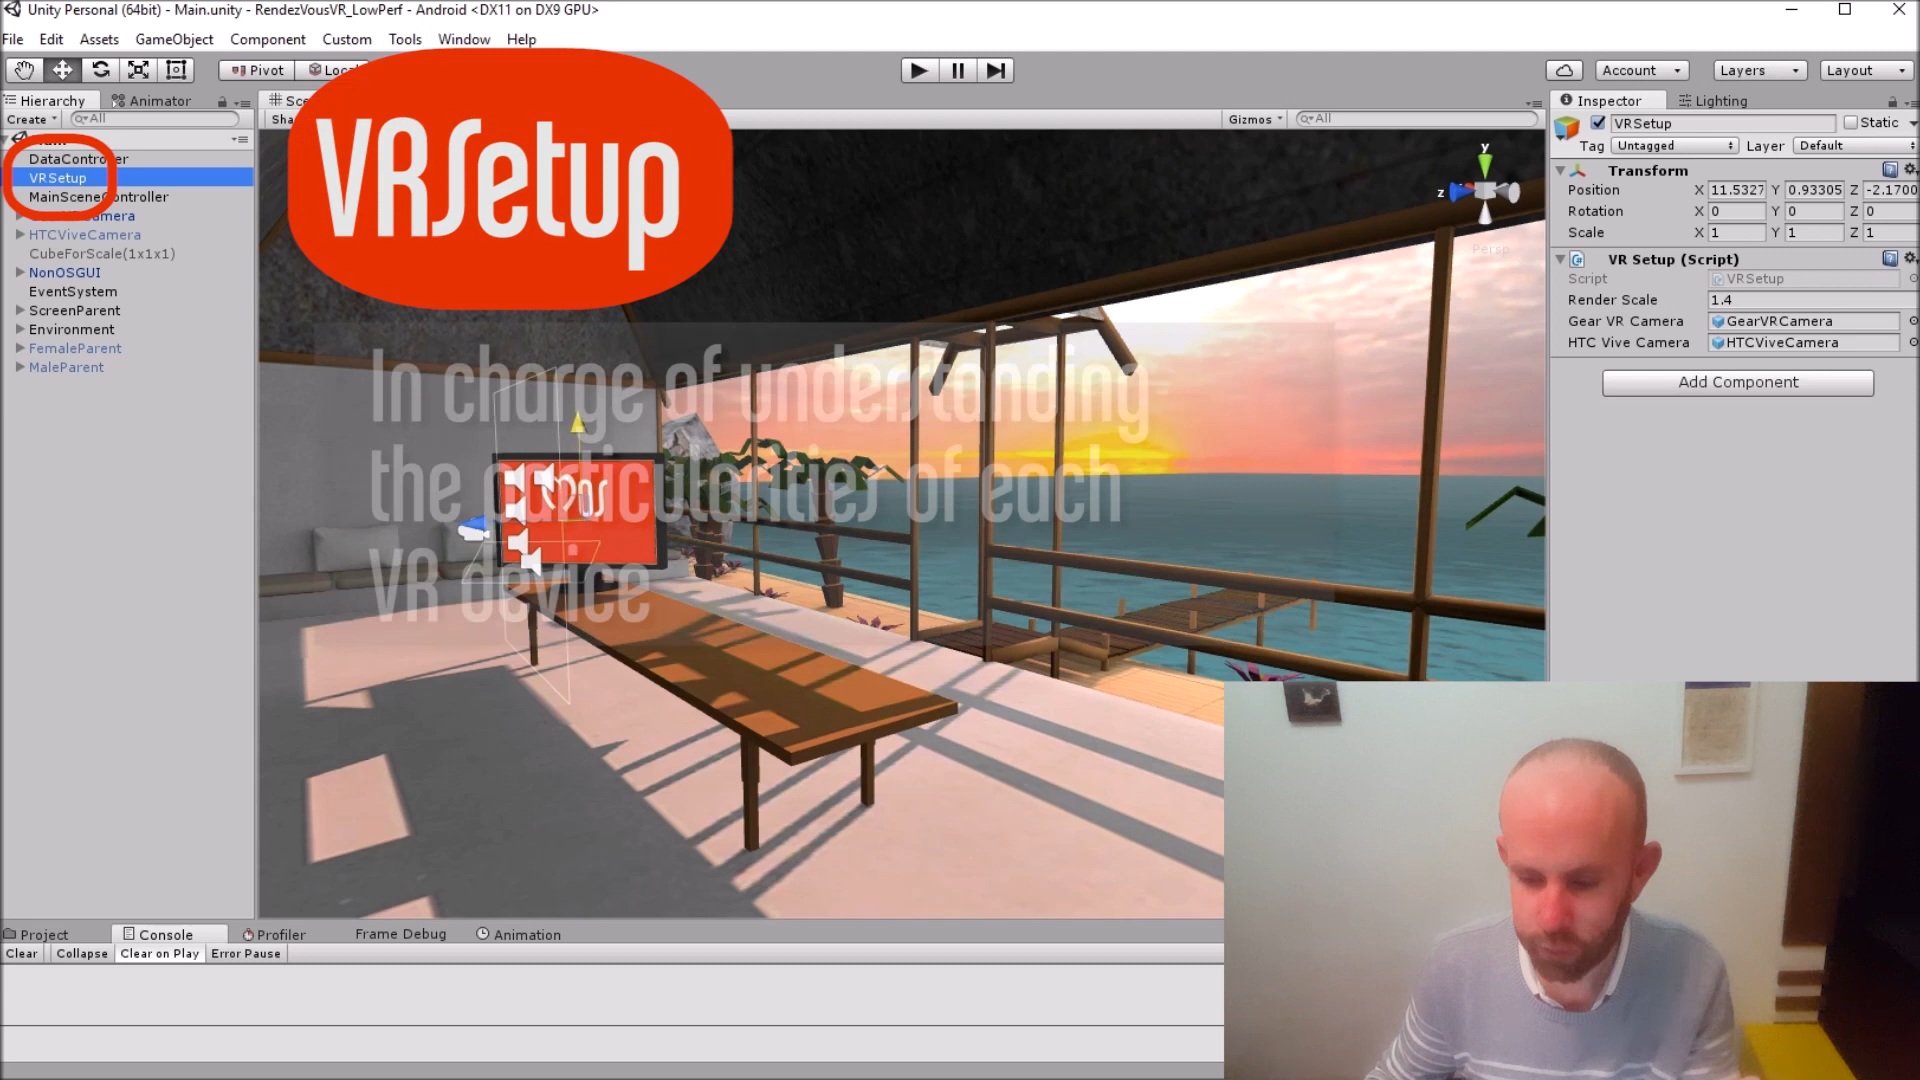 Unity Personal (64bit) - Main.unity - RendezVousVR_LowPerf - Android <DX11 on DX9 GPU>
File Edit Assets GameObject Component Custom Tools Window Help
Pivot
Account Layers Layout
Hierarchy Animator
Inspector Lighting
Create All
Gizmos All
VRSetup
Static
Tag Untagged Layer Default
DataController
VRSetup
MainSceneController
HTCViveCamera
CubeForScale(1x1x1)
NonOSGUI
EventSystem
ScreenParent
Environment
FemaleParent
MaleParent
VRSetup
In charge of understanding
the particularities of each
VR device
y
z
Persp
Transform
Position X 11.5327 Y 0.93305 Z -2.1700
Rotation X 0 Y 0 Z 0
Scale X 1 Y 1 Z 1
VR Setup (Script)
Script VRSetup
Render Scale 1.4
Gear VR Camera GearVRCamera
HTC Vive Camera HTCViveCamera
Add Component
Project Console Profiler Frame Debug Animation
Clear Collapse Clear on Play Error Pause